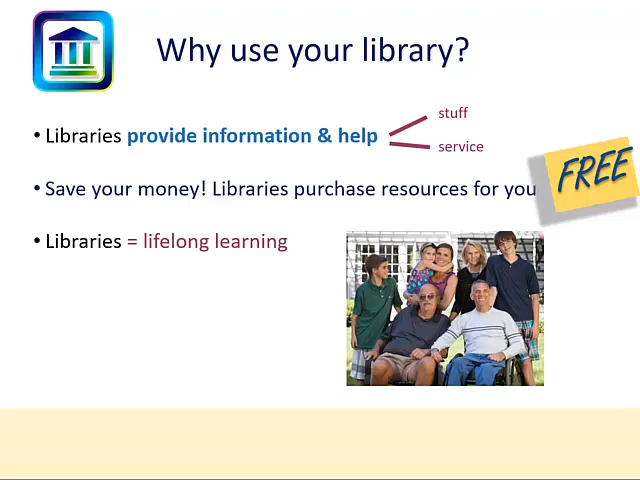 Why use your library?
stuff
• Libraries provide information & help
service
• Save your money! Libraries purchase resources for you
FREE
• Libraries = lifelong learning